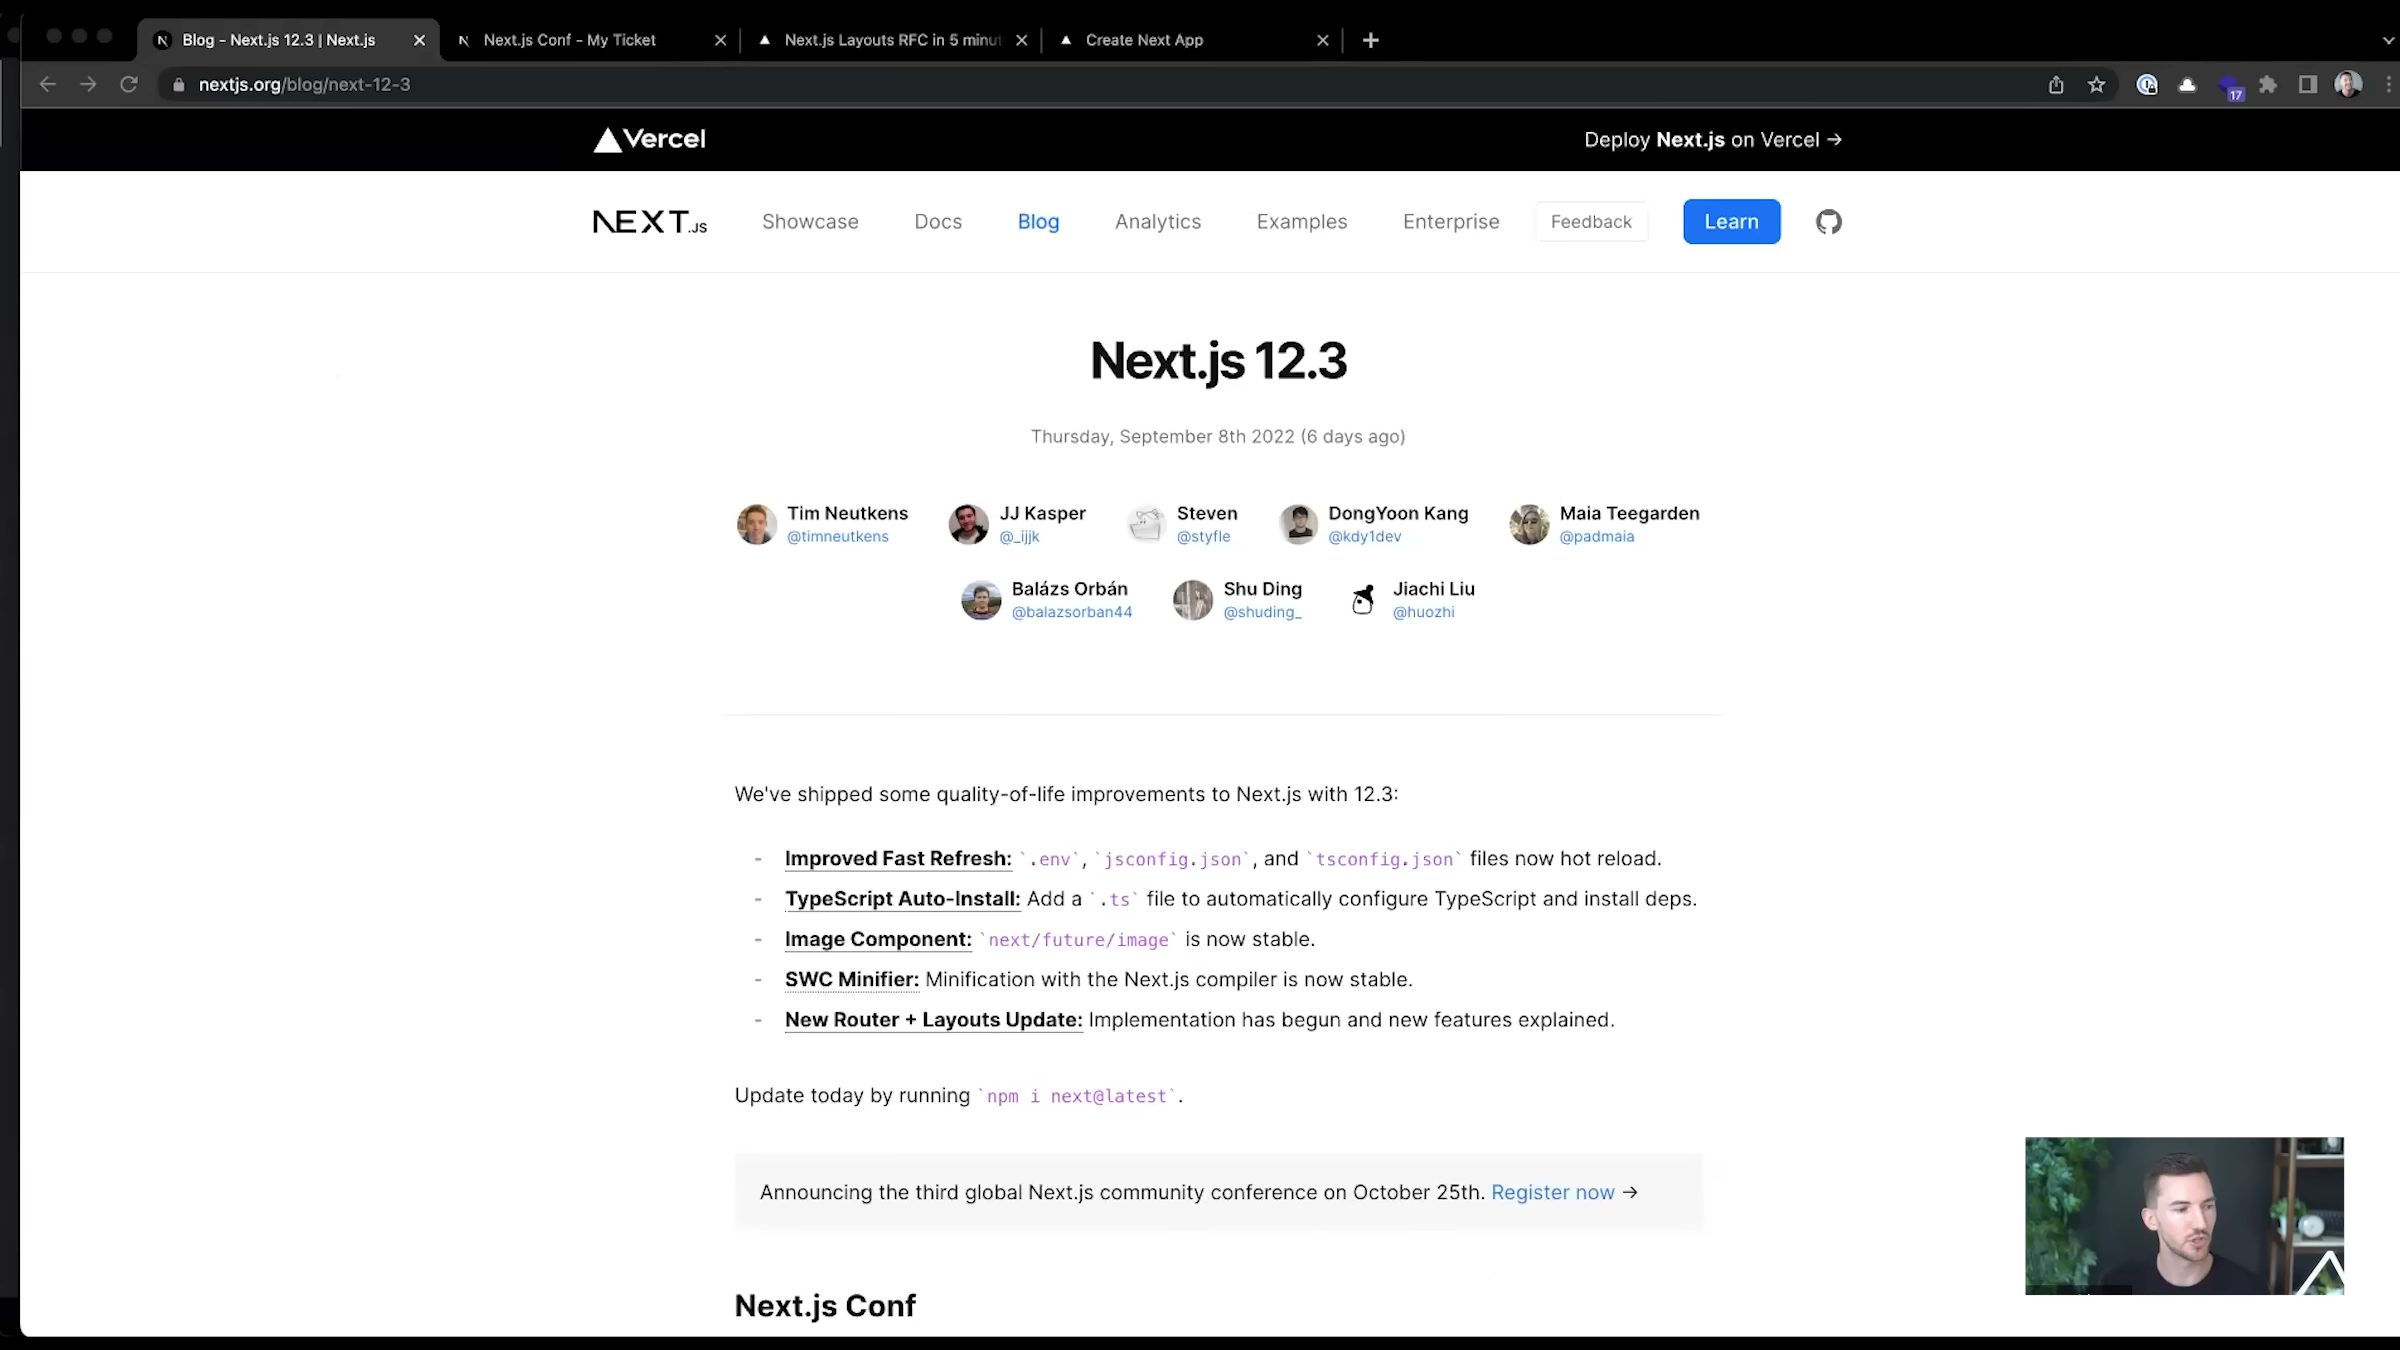 Blog - Next.js 12.3 | Next.js
Next.js Conf - My Ticket
Next.js Layouts RFC in 5 minut
Create Next App
nextjs.org/blog/next-12-3
17
Vercel
Deploy Next.js on Vercel →
NEXT.JS
Showcase
Docs
Blog
Analytics
Examples
Enterprise
Feedback
Learn
Next.js 12.3
Thursday, September 8th 2022 (6 days ago)
Tim Neutkens
@timneutkens
JJ Kasper
@_ijjk
Steven
@styfle
DongYoon Kang
@kdy1dev
Maia Teegarden
@padmaia
Balázs Orbán
@balazsorban44
Shu Ding
@shuding_
Jiachi Liu
@huozhi
We've shipped some quality-of-life improvements to Next.js with 12.3:
- Improved Fast Refresh: `.env`, `jsconfig.json`, and `tsconfig.json` files now hot reload.
- TypeScript Auto-Install: Add a `.ts` file to automatically configure TypeScript and install deps.
- Image Component: `next/future/image` is now stable.
- SWC Minifier: Minification with the Next.js compiler is now stable.
- New Router + Layouts Update: Implementation has begun and new features explained.
Update today by running `npm i next@latest`.
Announcing the third global Next.js community conference on October 25th. Register now →
Next.js Conf